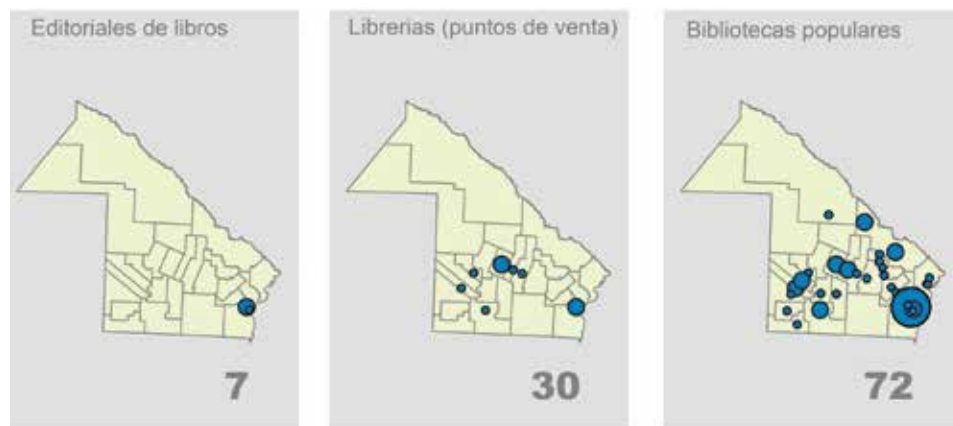 Editoriales de libros
Librerias (puntos de venta)
Bibliotecas populares
7
30
72